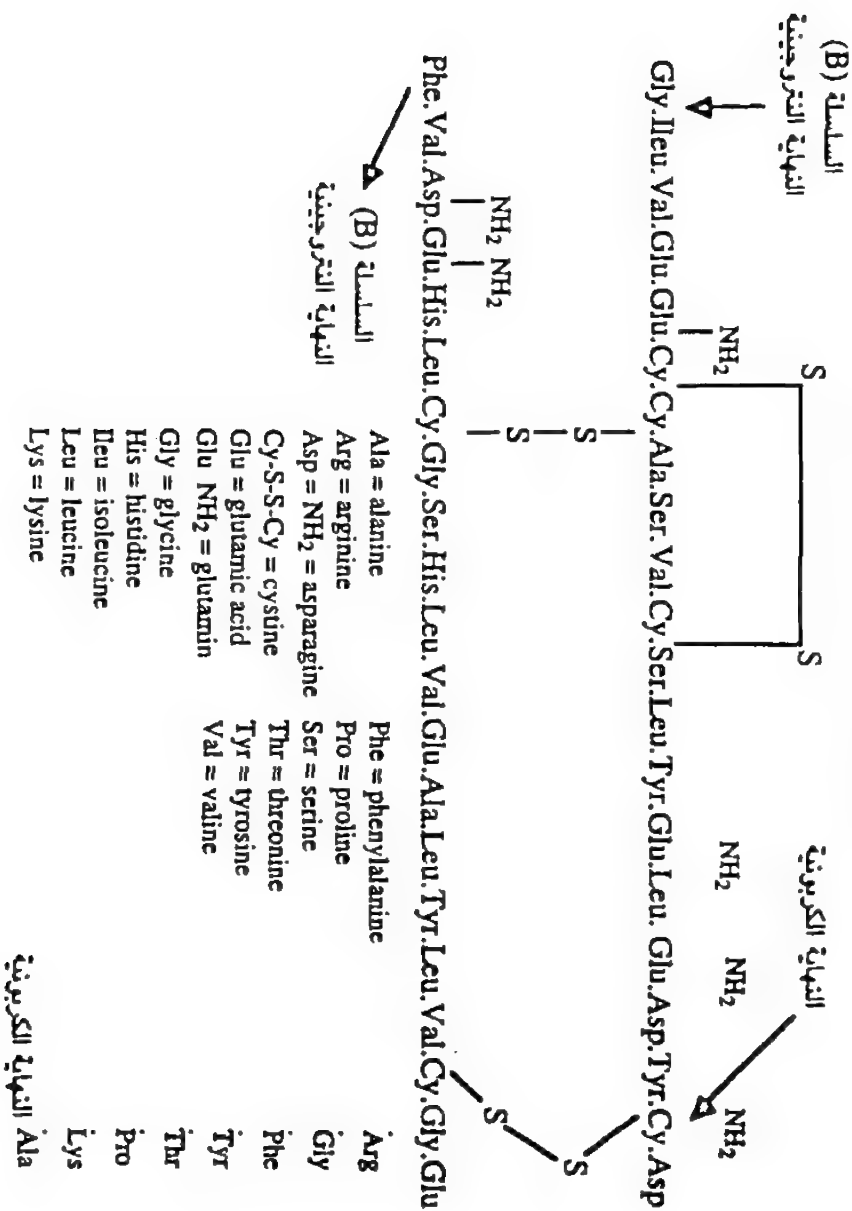 السلسلة (B)
النهاية النتروجينية
النهاية الكربونية
S S
NH₂ NH₂ NH₂ NH₂
Gly.Ileu.Val.Glu.Glu.Cy.Cy.Ala.Ser.Val.Cy.Ser.Leu.Tyr.Glu.Leu.Glu.Asp.Tyr.Cy.Asp
S
S
S
S
NH₂ NH₂
Phe.Val.Asp.Glu.His.Leu.Cy.Gly.Ser.His.Leu.Val.Glu.Ala.Leu.Tyr.Leu.Val.Cy.Gly.Glu
السلسلة (B)
النهاية النتروجينية
Ala = alanine
Arg = arginine
Asp = NH₂ = asparagine
Cy-S-S-Cy = cystine
Glu = glutamic acid
Glu NH₂ = glutamin
Gly = glycine
His = histidine
Ileu = isoleucine
Leu = leucine
Lys = lysine
Phe = phenylalanine
Pro = proline
Ser = serine
Thr = threonine
Tyr = tyrosine
Val = valine
Arg
Gly
Phe
Tyr
Thr
Pro
Lys
Ala النهاية الكربونية